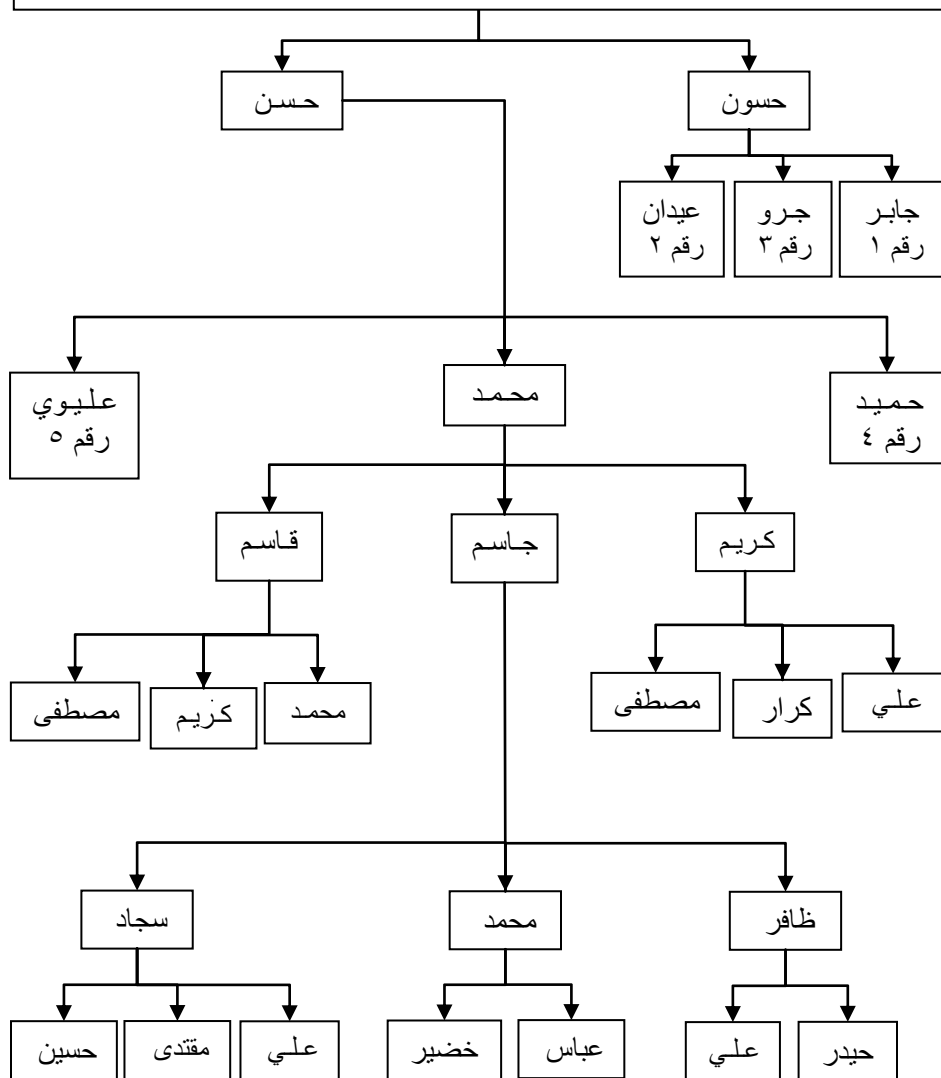 حسون
حسن
جابر
رقم ١
جرو
رقم ٣
عيدان
رقم ٢
حميد
رقم ٤
محمد
عليوي
رقم ٥
كريم
جاسم
قاسم
علي
كرار
مصطفى
محمد
كريم
مصطفى
ظافر
محمد
سجاد
حيدر
علي
عباس
خضير
علي
مقتدى
حسين